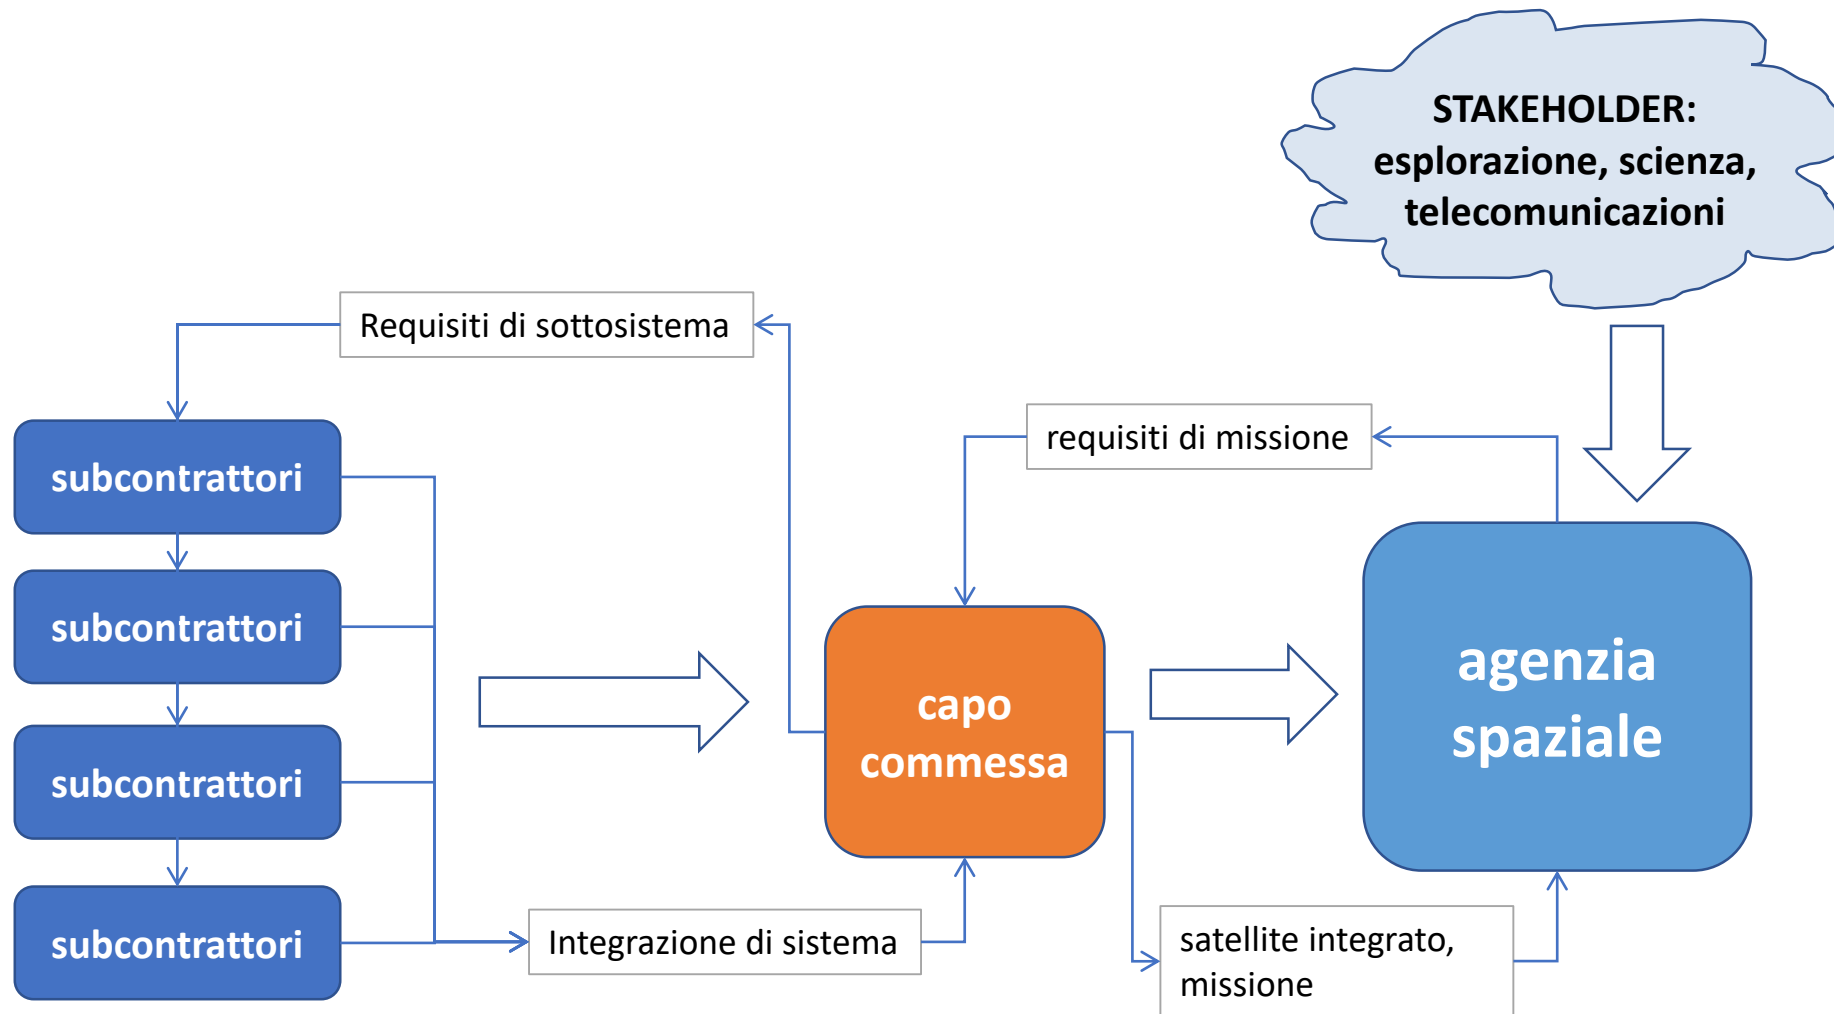 STAKEHOLDER:
esplorazione, scienza,
telecomunicazioni
Requisiti di sottosistema
requisiti di missione
subcontrattori
subcontrattori
subcontrattori
subcontrattori
capo
commessa
agenzia
spaziale
Integrazione di sistema
satellite integrato,
missione